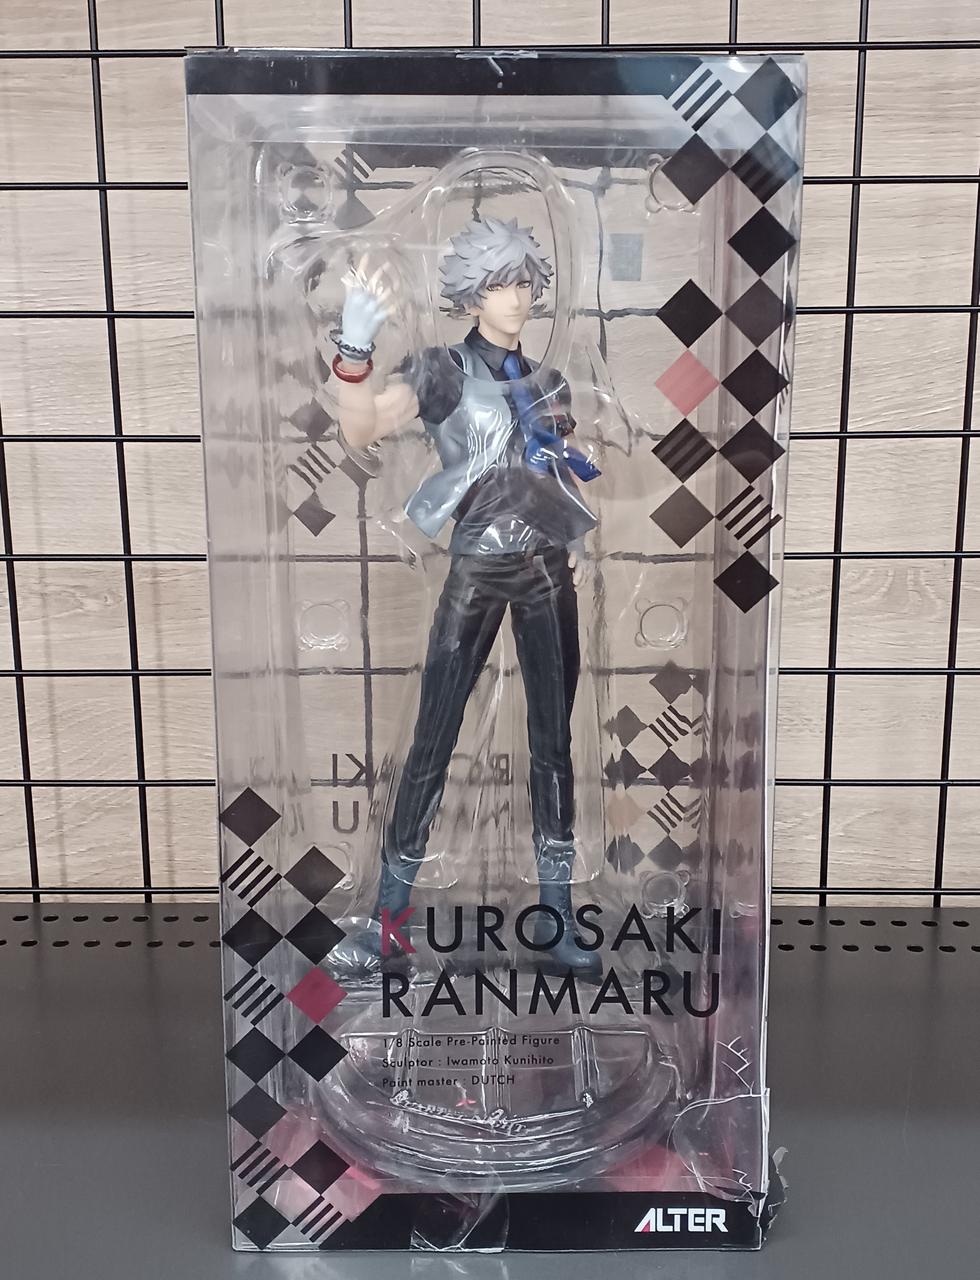 KUROSAKI
RANMARU
1/8 Scale Pre-Painted Figure
Sculptor : Iwamoto Kunihito
Paint master : DUTCH
ALTER